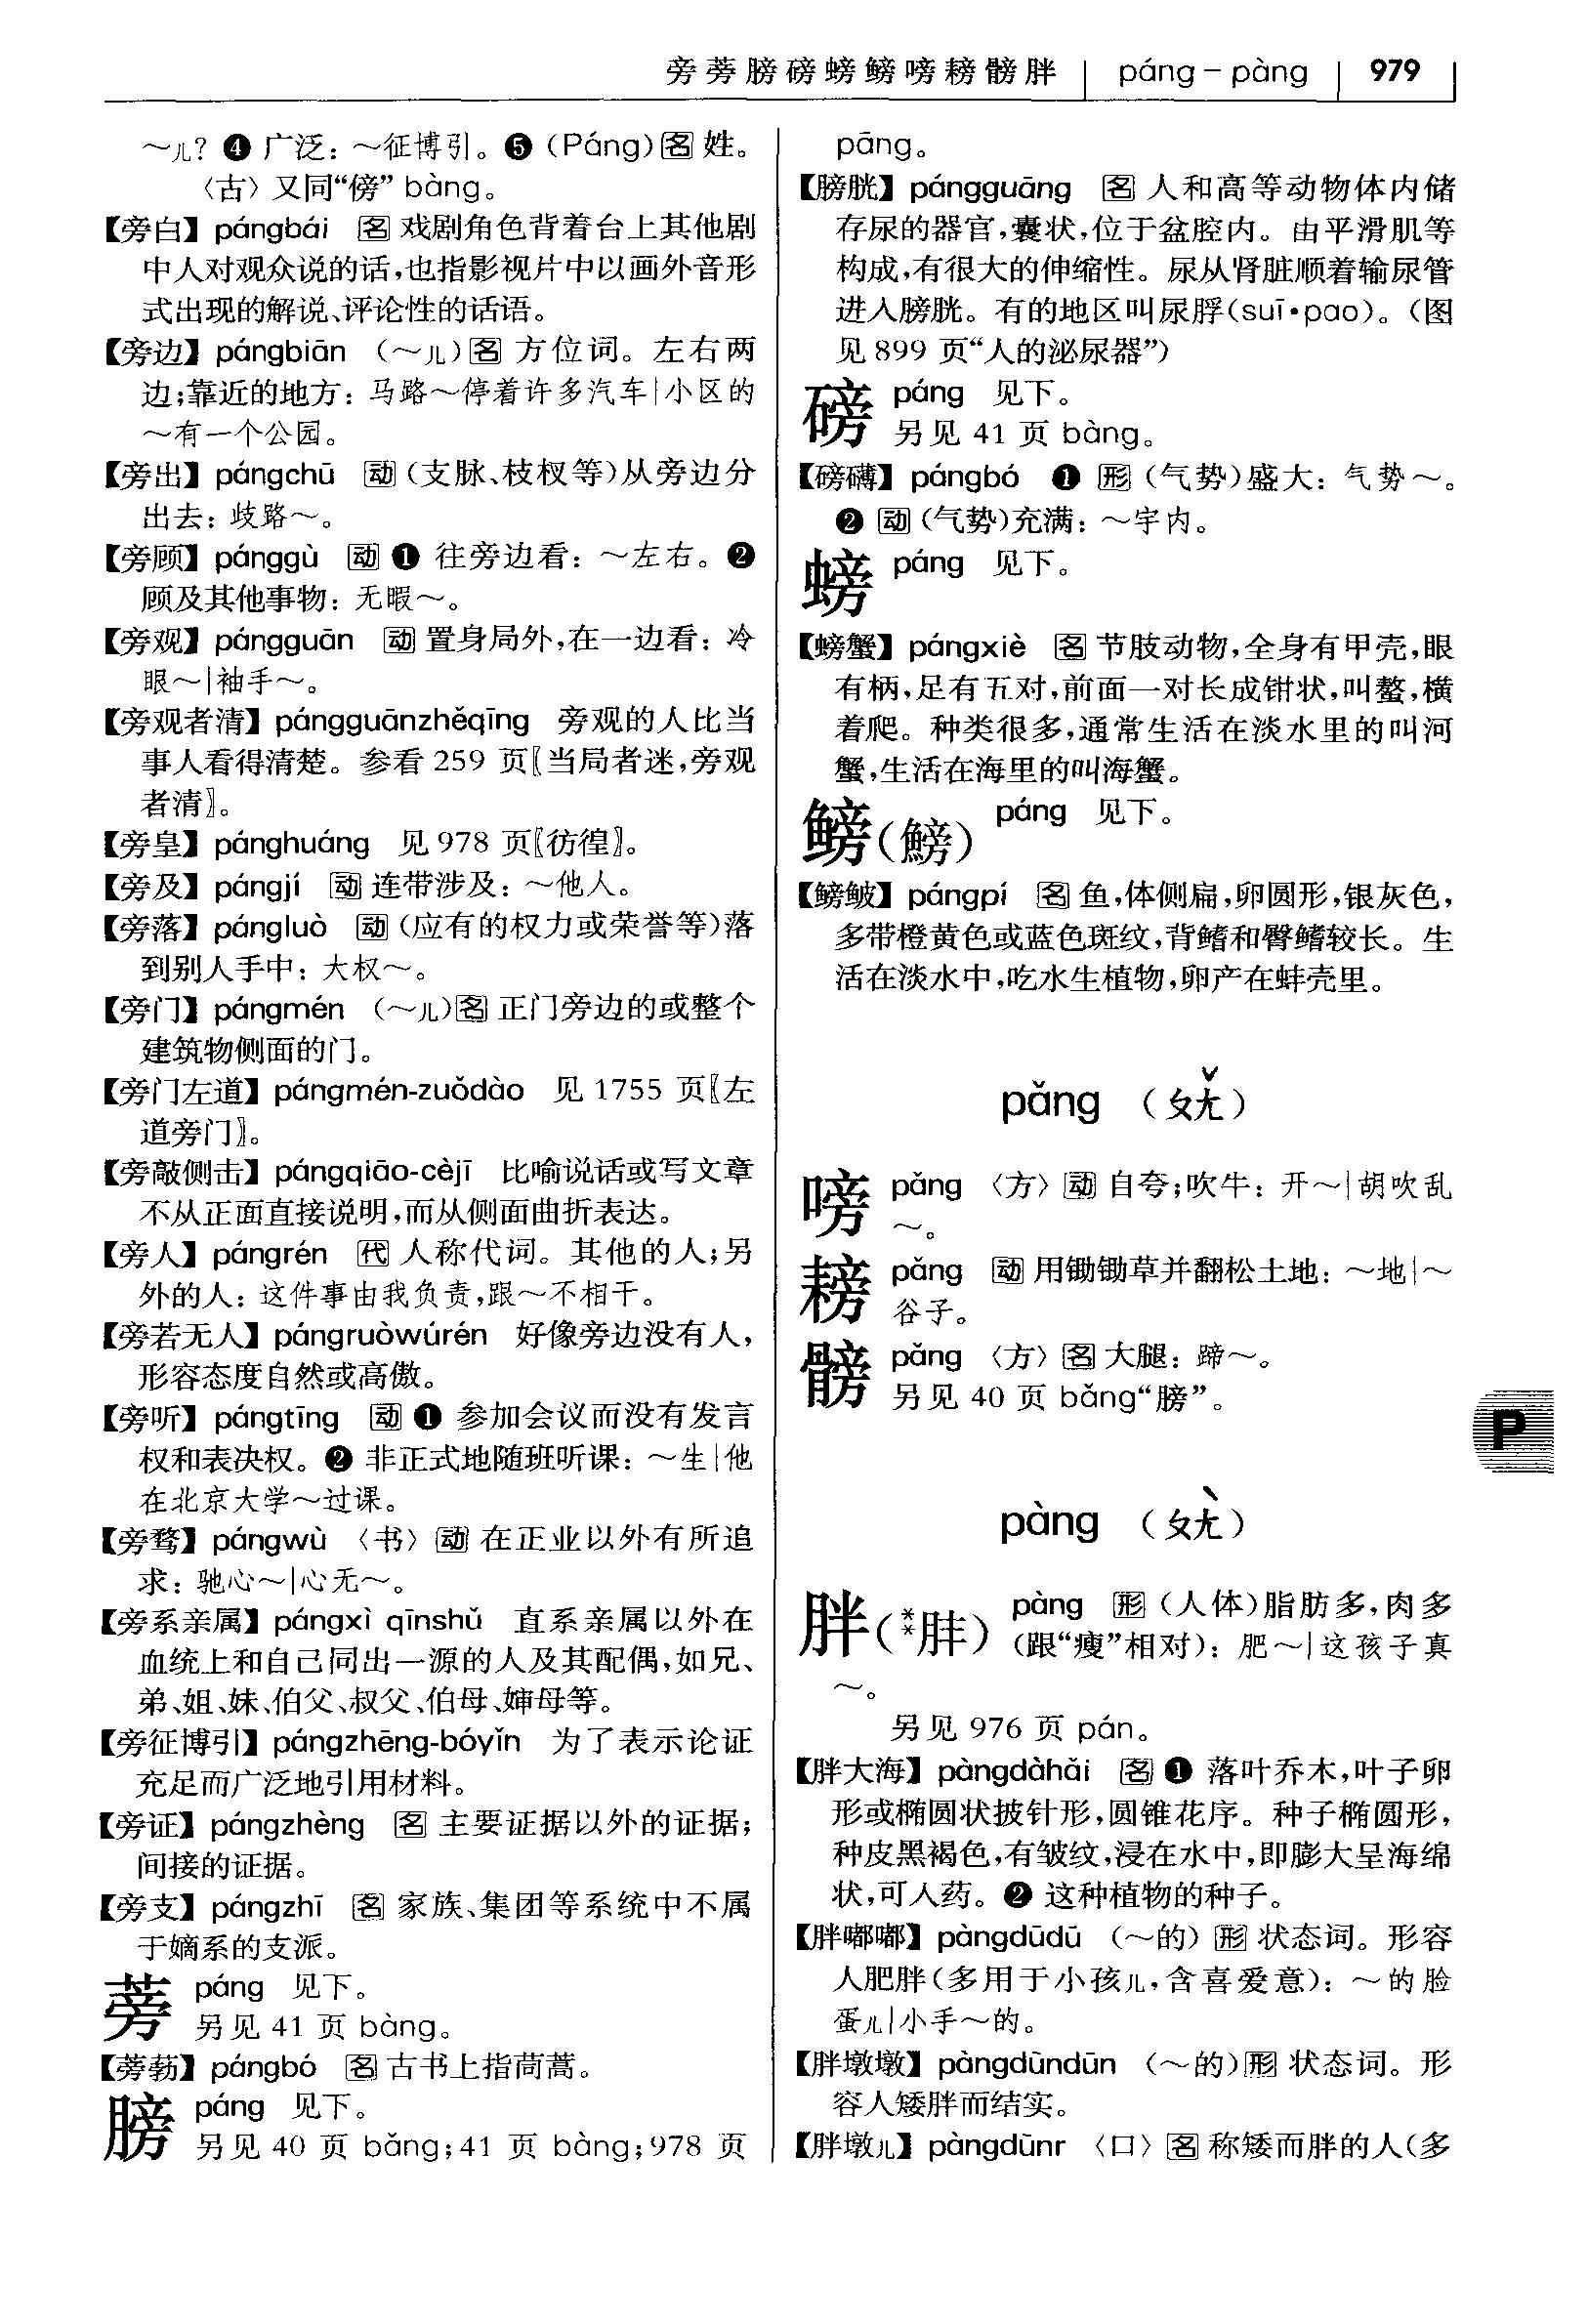 旁蒡膀磅螃鳑嗙耪髈胖 páng－pàng 979
～儿？❹ 广泛：～征博引。❺（Páng）名 姓。
〈古〉又同“傍” bàng。
【旁白】pángbái 名 戏剧角色背着台上其他剧
中人对观众说的话，也指影视片中以画外音形
式出现的解说、评论性的话语。
【旁边】pángbiān （～儿）名 方位词。左右两
边；靠近的地方：马路～停着许多汽车|小区的
～有一个公园。
【旁出】pángchū 动（支脉、枝杈等）从旁边分
出去：歧路～。
【旁顾】pánggù 动 ❶ 往旁边看：～左右。❷
顾及其他事物：无暇～。
【旁观】pángguān 动 置身局外，在一边看：冷
眼～|袖手～。
【旁观者清】pángguānzhěqīng 旁观的人比当
事人看得清楚。参看 259 页〖当局者迷，旁观
者清〗。
【旁皇】pánghuáng 见 978 页〖彷徨〗。
【旁及】pángjí 动 连带涉及：～他人。
【旁落】pángluò 动（应有的权力或荣誉等）落
到别人手中：大权～。
【旁门】pángmén （～儿）名 正门旁边的或整个
建筑物侧面的门。
【旁门左道】pángmén-zuǒdào 见 1755 页〖左
道旁门〗。
【旁敲侧击】pángqiāo-cèjī 比喻说话或写文章
不从正面直接说明，而从侧面曲折表达。
【旁人】pángrén 代 人称代词。其他的人；另
外的人：这件事由我负责，跟～不相干。
【旁若无人】pángruòwúrén 好像旁边没有人，
形容态度自然或高傲。
【旁听】pángtīng 动 ❶ 参加会议而没有发言
权和表决权。❷ 非正式地随班听课：～生|他
在北京大学～过课。
【旁骛】pángwù 〈书〉动 在正业以外有所追
求：驰心～|心无～。
【旁系亲属】pángxì qīnshǔ 直系亲属以外在
血统上和自己同出一源的人及其配偶，如兄、
弟、姐、妹、伯父、叔父、伯母、婶母等。
【旁征博引】pángzhēng-bóyǐn 为了表示论证
充足而广泛地引用材料。
【旁证】pángzhèng 名 主要证据以外的证据；
间接的证据。
【旁支】pángzhī 名 家族、集团等系统中不属
于嫡系的支派。
蒡 páng 见下。
另见 41 页 bàng。
【蒡葧】pángbó 名 古书上指茼蒿。
膀 páng 见下。
另见 40 页 bǎng；41 页 bàng；978 页
pāng。
【膀胱】pángguāng 名 人和高等动物体内储
存尿的器官，囊状，位于盆腔内。由平滑肌等
构成，有很大的伸缩性。尿从肾脏顺着输尿管
进入膀胱。有的地区叫尿脬（suī•pao）。（图
见 899 页“人的泌尿器”）
磅 páng 见下。
另见 41 页 bàng。
【磅礴】pángbó ❶ 形（气势）盛大：气势～。
❷ 动（气势）充满：～宇内。
螃 páng 见下。
【螃蟹】pángxiè 名 节肢动物，全身有甲壳，眼
有柄，足有五对，前面一对长成钳状，叫螯，横
着爬。种类很多，通常生活在淡水里的叫河
蟹，生活在海里的叫海蟹。
鳑（鰟） páng 见下。
【鳑鲏】pángpí 名 鱼，体侧扁，卵圆形，银灰色，
多带橙黄色或蓝色斑纹，背鳍和臀鳍较长。生
活在淡水中，吃水生植物，卵产在蚌壳里。
pǎng （ㄆㄤˇ）
嗙 pǎng 〈方〉动 自夸；吹牛：开～|胡吹乱
～。
耪 pǎng 动 用锄锄草并翻松土地：～地|～
谷子。
髈 pǎng 〈方〉名 大腿：蹄～。
另见 40 页 bǎng“膀”。
P
pàng （ㄆㄤˋ）
胖（**肨） pàng 形（人体）脂肪多，肉多
（跟“瘦”相对）：肥～|这孩子真
～。
另见 976 页 pán。
【胖大海】pàngdàhǎi 名 ❶ 落叶乔木，叶子卵
形或椭圆状披针形，圆锥花序。种子椭圆形，
种皮黑褐色，有皱纹，浸在水中，即膨大呈海绵
状，可入药。❷ 这种植物的种子。
【胖嘟嘟】pàngdūdū （～的）形 状态词。形容
人肥胖（多用于小孩儿，含喜爱意）：～的脸
蛋儿|小手～的。
【胖墩墩】pàngdūndūn （～的）形 状态词。形
容人矮胖而结实。
【胖墩儿】pàngdūnr 〈口〉名 称矮而胖的人（多